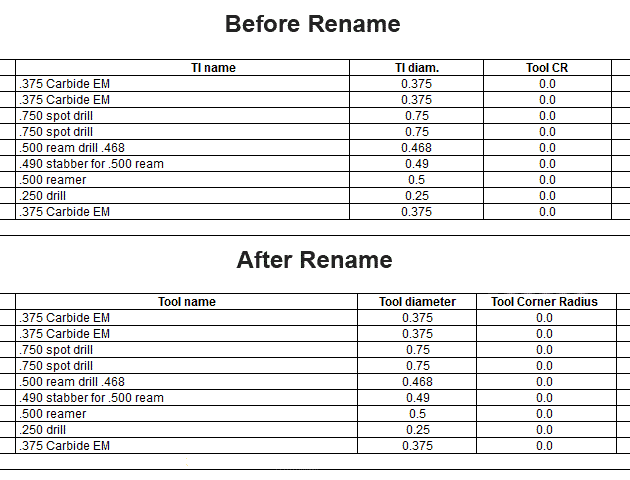 Before Rename
Tl name Tl diam. Tool CR
.375 Carbide EM 0.375 0.0
.375 Carbide EM 0.375 0.0
.750 spot drill 0.75 0.0
.750 spot drill 0.75 0.0
.500 ream drill .468 0.468 0.0
.490 stabber for .500 ream 0.49 0.0
.500 reamer 0.5 0.0
.250 drill 0.25 0.0
.375 Carbide EM 0.375 0.0
After Rename
Tool name Tool diameter Tool Corner Radius
.375 Carbide EM 0.375 0.0
.375 Carbide EM 0.375 0.0
.750 spot drill 0.75 0.0
.750 spot drill 0.75 0.0
.500 ream drill .468 0.468 0.0
.490 stabber for .500 ream 0.49 0.0
.500 reamer 0.5 0.0
.250 drill 0.25 0.0
.375 Carbide EM 0.375 0.0